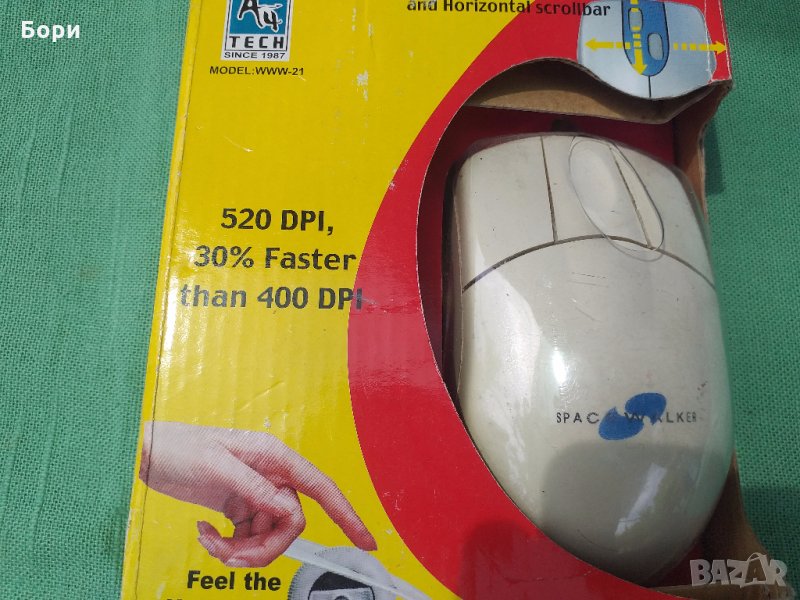 Бори
and Horizontal scrollbar
A4
TECH
SINCE 1987
MODEL:WWW-21
520 DPI,
30% Faster
than 400 DPI
SPAC WALKER
Feel the
BAZAR